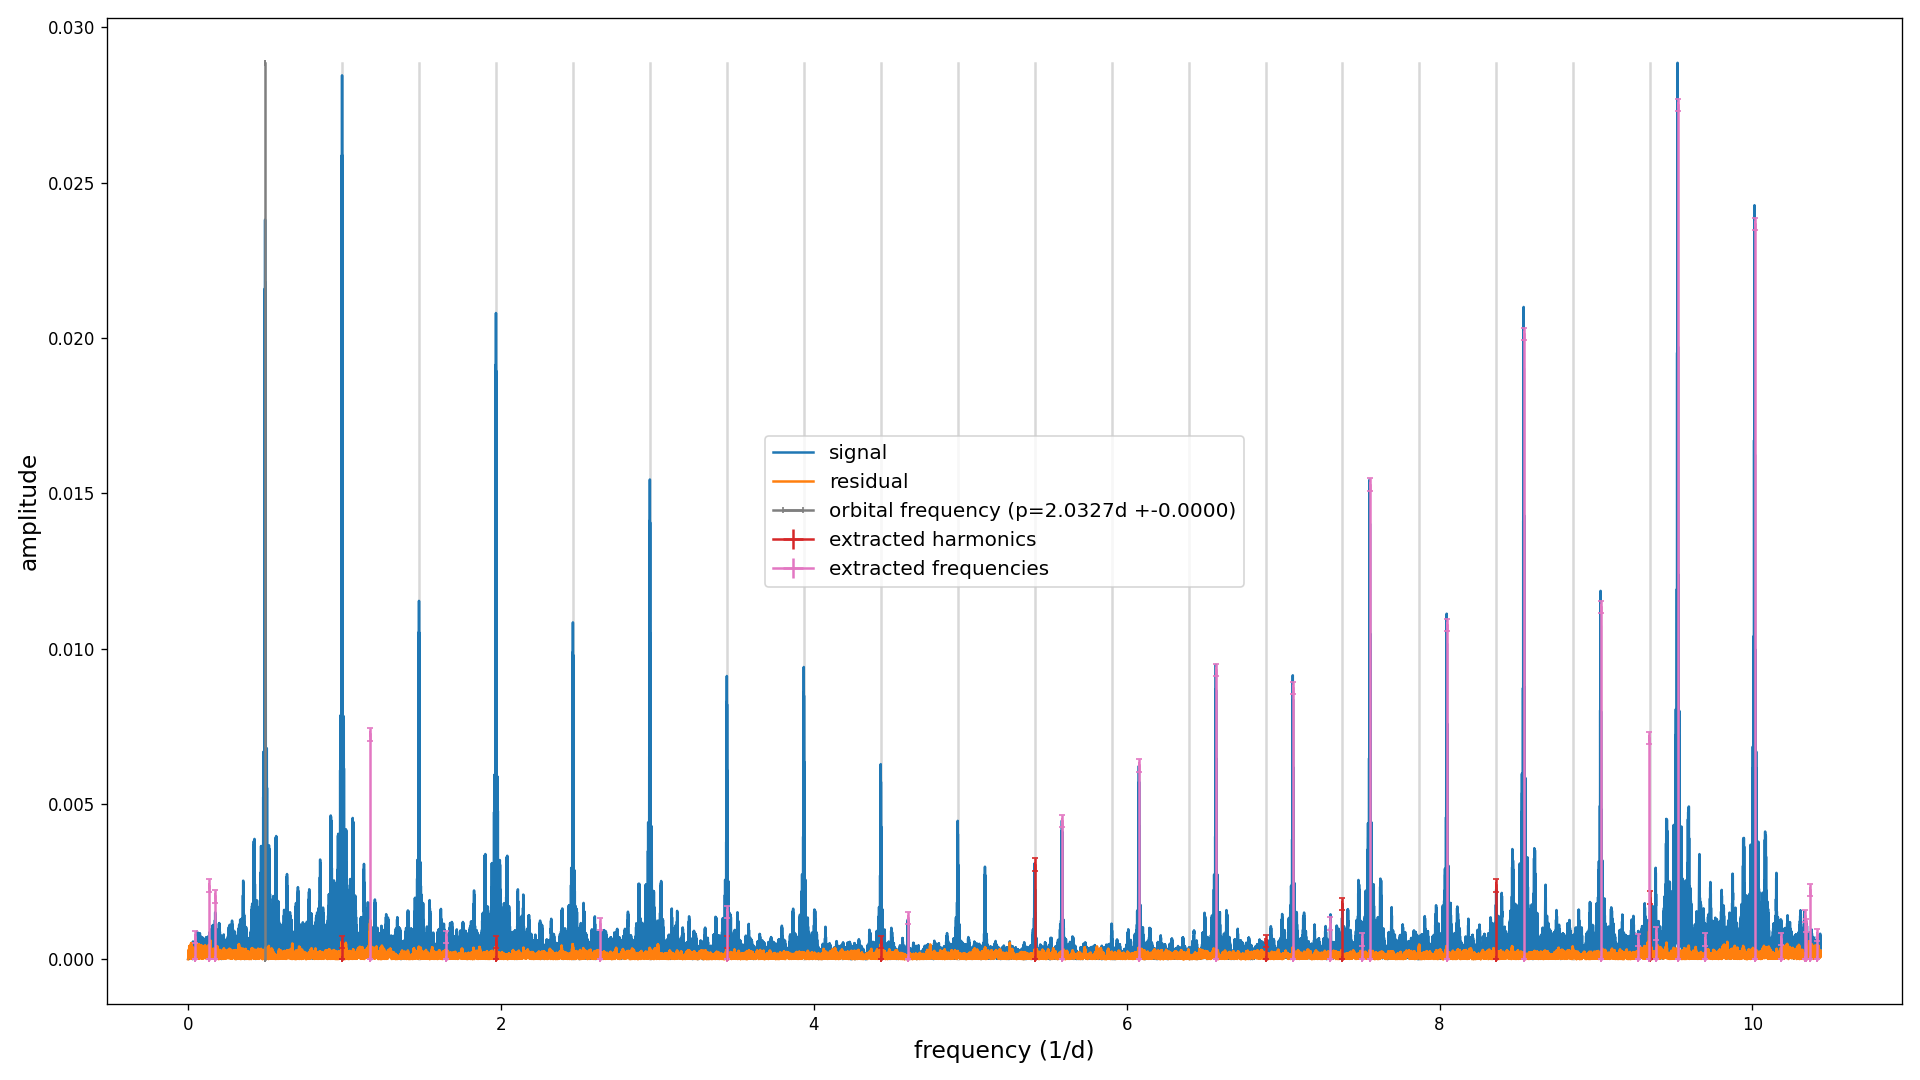 0.030
0.025
0.020
0.015
0.010
0.005
0.000
amplitude
signal
residual
orbital frequency (p=2.0327d +-0.0000)
extracted harmonics
extracted frequencies
0 2 4 6 8 10
frequency (1/d)